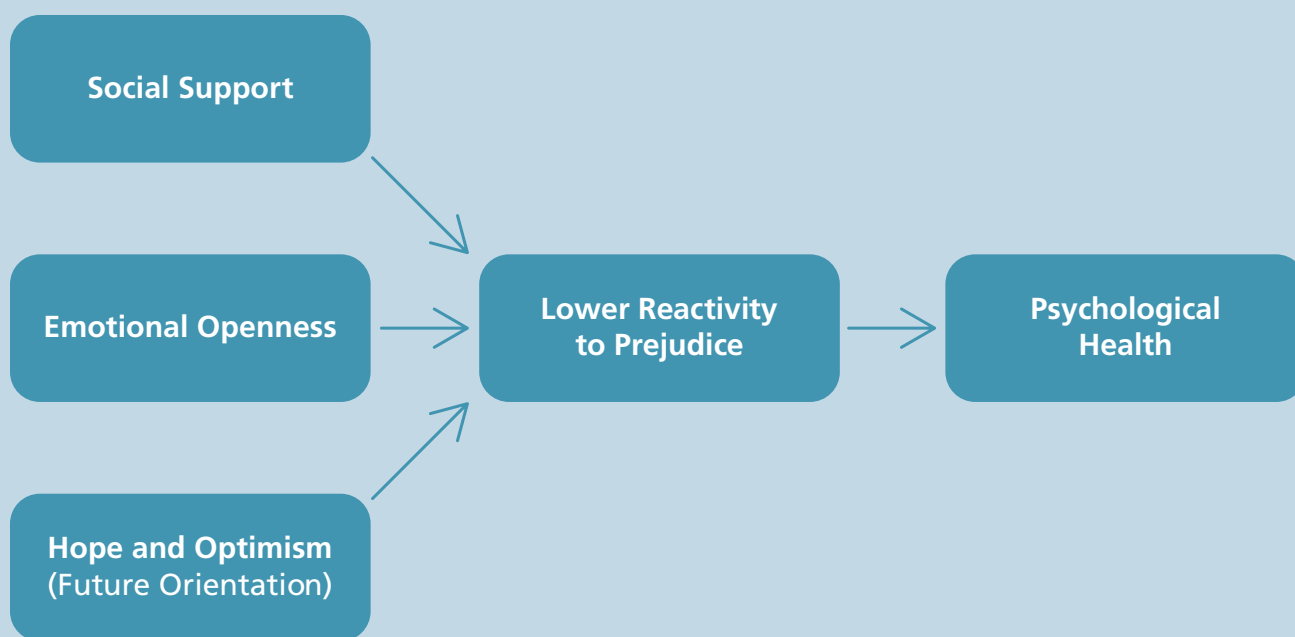 Social Support
Emotional Openness
Lower Reactivity
to Prejudice
Psychological
Health
Hope and Optimism
(Future Orientation)